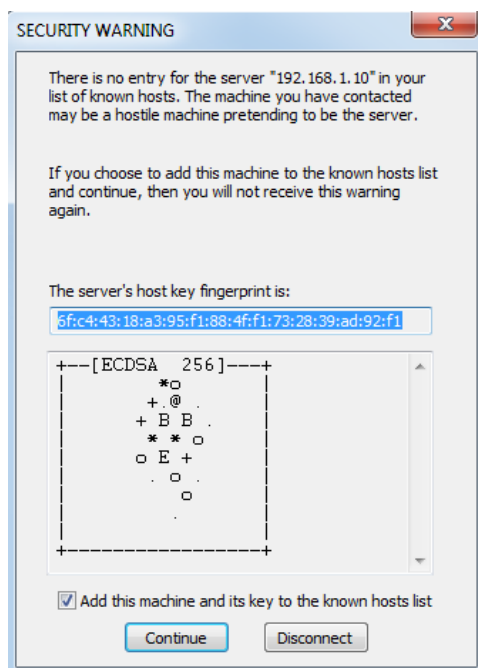 SECURITY WARNING
There is no entry for the server "192.168.1.10" in your
list of known hosts. The machine you have contacted
may be a hostile machine pretending to be the server.
If you choose to add this machine to the known hosts list
and continue, then you will not receive this warning
again.
The server's host key fingerprint is:
6f:c4:43:18:a3:95:f1:88:4f:f1:73:28:39:ad:92:f1
+--[ECDSA  256]---+
|        *o       |
|       +.@ .     |
|      + B B .    |
|       * * o     |
|      o E +      |
|       . o .     |
|          o      |
|         .       |
|                 |
+-----------------+
Add this machine and its key to the known hosts list
Continue Disconnect